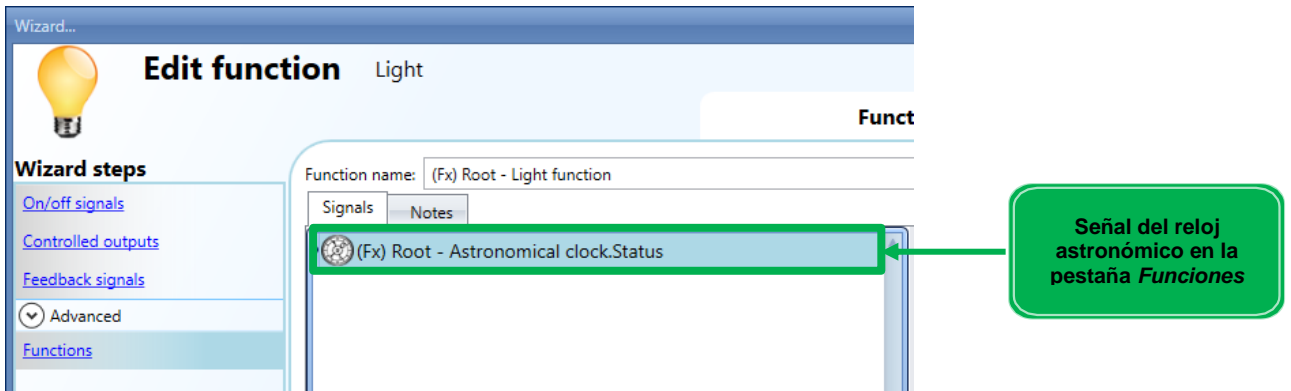 Wizard...
Edit function Light
Funct
Wizard steps
On/off signals
Controlled outputs
Feedback signals
Advanced
Functions
Function name: (Fx) Root - Light function
Signals Notes
(Fx) Root - Astronomical clock.Status
Señal del reloj
astronómico en la
pestaña Funciones